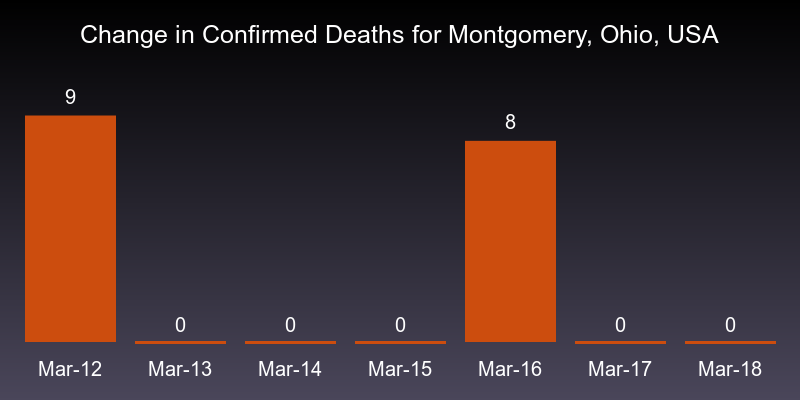 Change in Confirmed Deaths for Montgomery, Ohio, USA
9
8
0
0
0
0
0
Mar-12
Mar-13
Mar-14
Mar-15
Mar-16
Mar-17
Mar-18